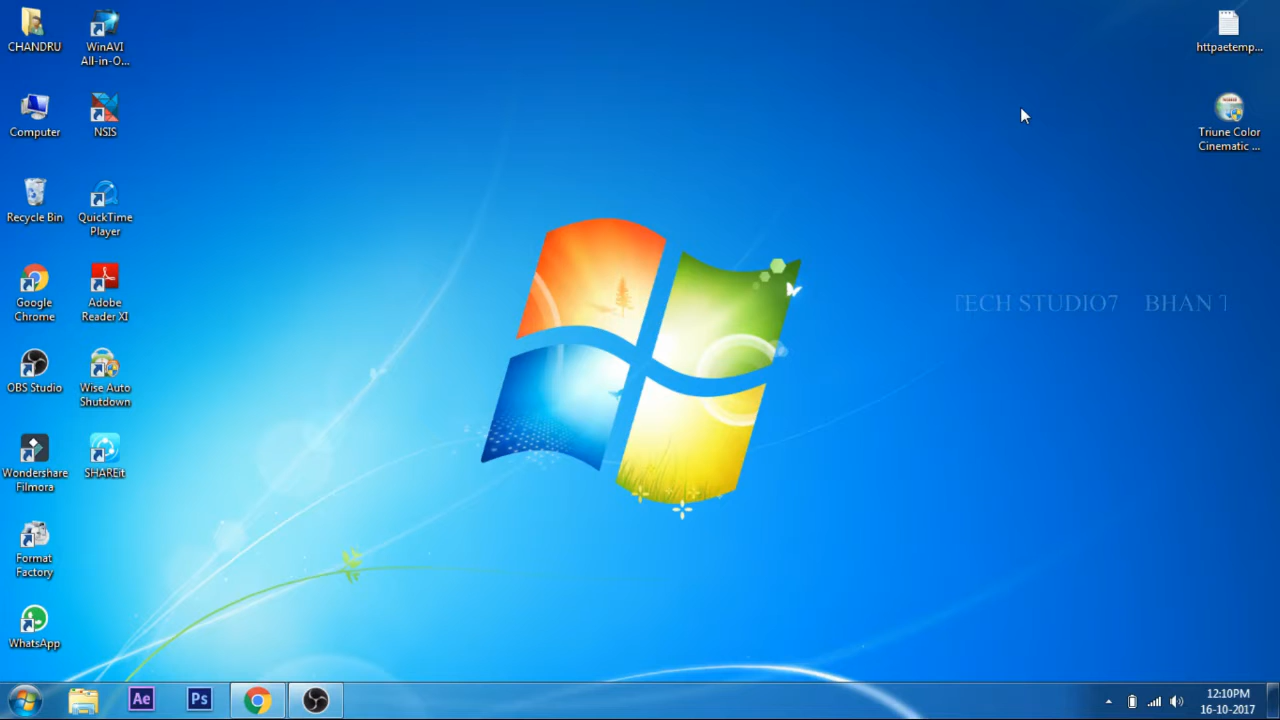 CHANDRU
WinAVI
All-in-O...
httpaetemp...
Computer
NSIS
Triune Color
Cinematic ...
Recycle Bin
QuickTime
Player
Google
Chrome
Adobe
Reader XI
TECH STUDIO7 BHAN T
OBS Studio
Wise Auto
Shutdown
Wondershare
Filmora
SHAREit
Format
Factory
WhatsApp
Ae
Ps
12:10PM
16-10-2017